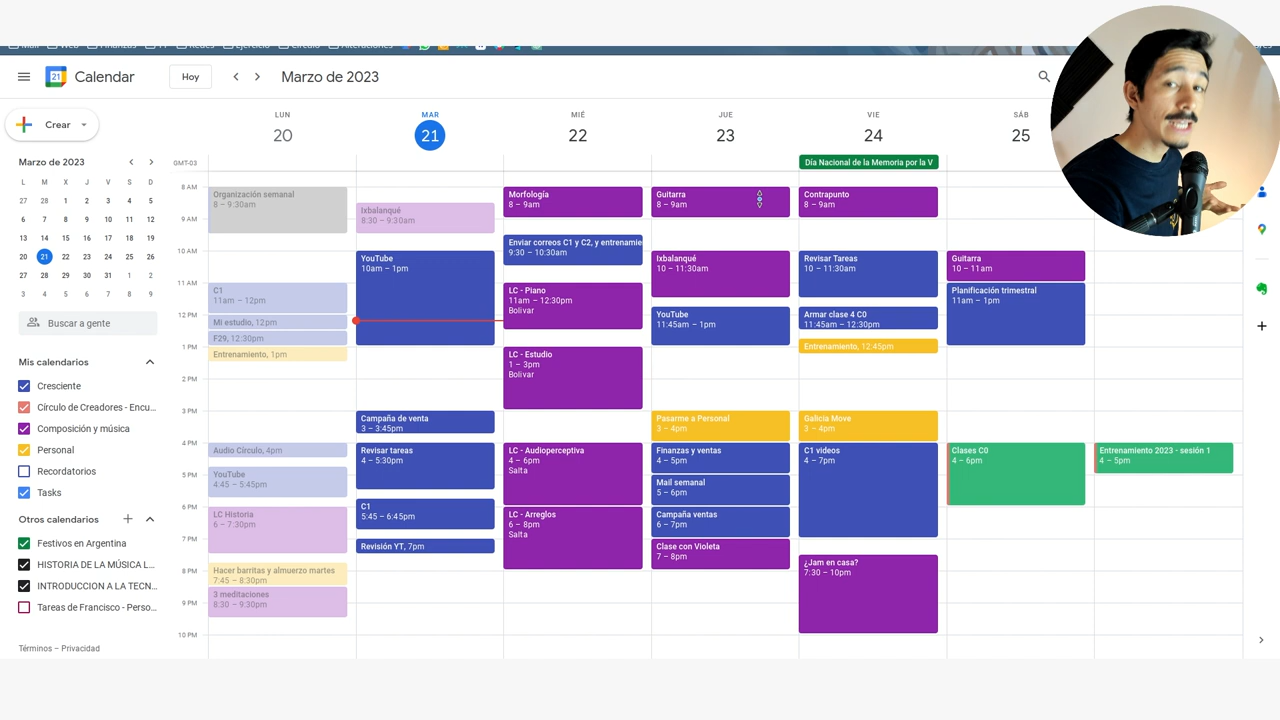 Calendar
Hoy
Marzo de 2023
21
Crear
Marzo de 2023
L M X J V S D
27 28 1 2 3 4 5
6 7 8 9 10 11 12
13 14 15 16 17 18 19
20 21 22 23 24 25 26
27 28 29 30 31 1 2
3 4 5 6 7 8 9
Buscar a gente
Mis calendarios
Cresciente
Círculo de Creadores - Encu...
Composición y música
Personal
Recordatorios
Tasks
Otros calendarios
Festivos en Argentina
HISTORIA DE LA MÚSICA L...
INTRODUCCION A LA TECN...
Tareas de Francisco - Perso...
Términos – Privacidad
GMT-03
8 AM
9 AM
10 AM
11 AM
12 PM
1 PM
2 PM
3 PM
4 PM
5 PM
6 PM
7 PM
8 PM
9 PM
10 PM
LUN
20
Organización semanal
8 – 9:30am
C1
11am – 12pm
Mi estudio, 12pm
F29, 12:30pm
Entrenamiento, 1pm
Audio Círculo, 4pm
YouTube
4:45 – 5:45pm
LC Historia
6 – 7:30pm
Hacer barritas y almuerzo martes
7:45 – 8:30pm
3 meditaciones
8:30 – 9:30pm
MAR
21
Ixbalanqué
8:30 – 9:30am
YouTube
10am – 1pm
Campaña de venta
3 – 3:45pm
Revisar tareas
4 – 5:30pm
C1
5:45 – 6:45pm
Revisión YT, 7pm
MIÉ
22
Morfología
8 – 9am
Enviar correos C1 y C2, y entrenamie
9:30 – 10:30am
LC - Piano
11am – 12:30pm
Bolivar
LC - Estudio
1 – 3pm
Bolivar
LC - Audioperceptiva
4 – 6pm
Salta
LC - Arreglos
6 – 8pm
Salta
JUE
23
Guitarra
8 – 9am
Ixbalanqué
10 – 11:30am
YouTube
11:45am – 1pm
Pasarme a Personal
3 – 4pm
Finanzas y ventas
4 – 5pm
Mail semanal
5 – 6pm
Campaña ventas
6 – 7pm
Clase con Violeta
7 – 8pm
VIE
24
Día Nacional de la Memoria por la V
Contrapunto
8 – 9am
Revisar Tareas
10 – 11:30am
Armar clase 4 C0
11:45am – 12:30pm
Entrenamiento, 12:45pm
Galicia Move
3 – 4pm
C1 videos
4 – 7pm
¿Jam en casa?
7:30 – 10pm
SÁB
25
Guitarra
10 – 11am
Planificación trimestral
11am – 1pm
Clases C0
4 – 6pm
Entrenamiento 2023 - sesión 1
4 – 5pm